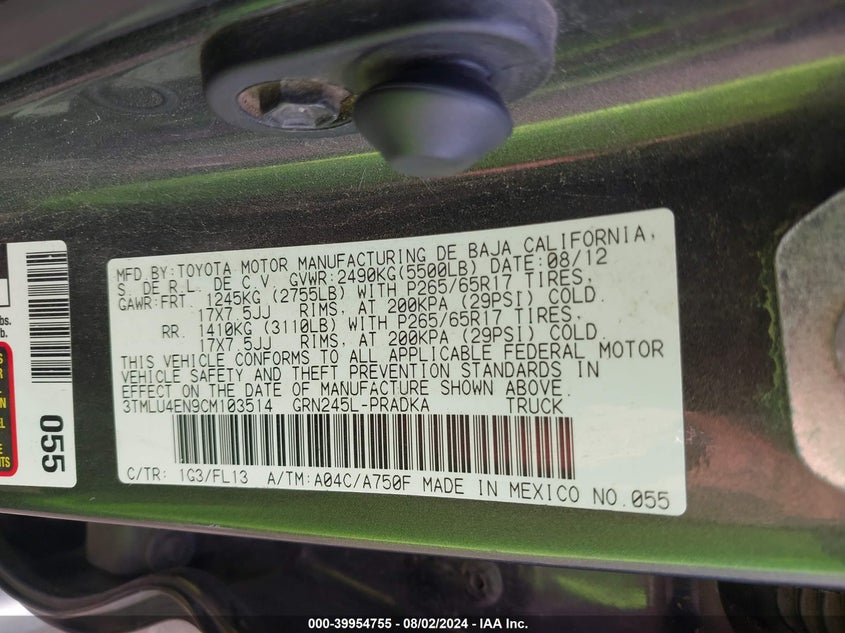 MFD BY:TOYOTA MOTOR MANUFACTURING DE BAJA CALIFORNIA,
S. DE R.L. DE C.V. GVWR:2490KG(5500LB) DATE:08/12
GAWR:FRT. 1245KG (2755LB) WITH P265/65R17 TIRES,
17X7.5JJ RIMS, AT 200KPA (29PSI) COLD.
RR. 1410KG (3110LB) WITH P265/65R17 TIRES,
17X7.5JJ RIMS, AT 200KPA (29PSI) COLD.
THIS VEHICLE CONFORMS TO ALL APPLICABLE FEDERAL MOTOR
VEHICLE SAFETY AND THEFT PREVENTION STANDARDS IN
EFFECT ON THE DATE OF MANUFACTURE SHOWN ABOVE.
3TMLU4EN9CM103514 GRN245L-PRADKA TRUCK
C/TR: 1G3/FL13 A/TM:A04C/A750F MADE IN MEXICO NO.055
055
000-39954755 - 08/02/2024 - IAA Inc.